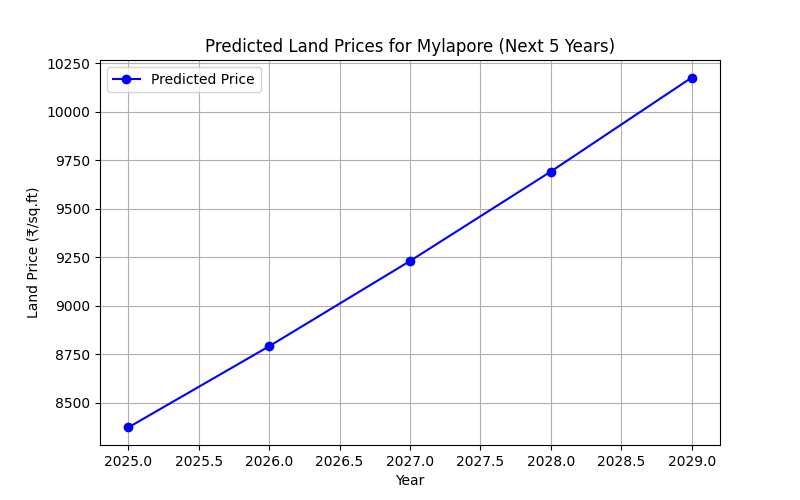 Predicted Land Prices for Mylapore (Next 5 Years)
Predicted Price
Land Price (₹/sq.ft)
10250
10000
9750
9500
9250
9000
8750
8500
2025.0 2025.5 2026.0 2026.5 2027.0 2027.5 2028.0 2028.5 2029.0
Year